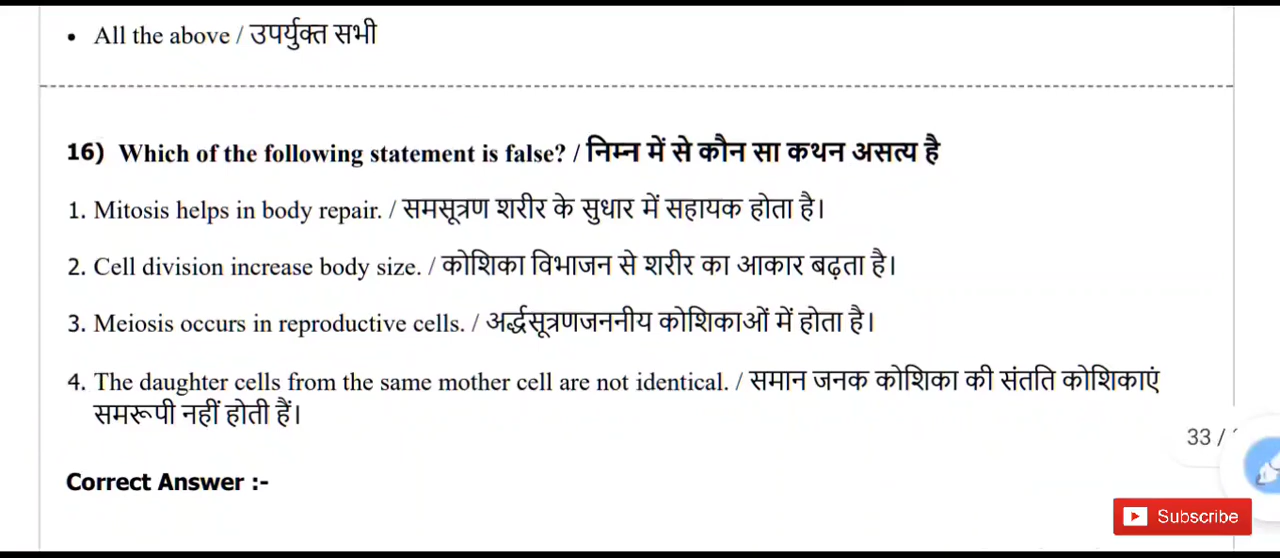 • All the above / उपर्युक्त सभी
16) Which of the following statement is false? / निम्न में से कौन सा कथन असत्य है
1. Mitosis helps in body repair. / समसूत्रण शरीर के सुधार में सहायक होता है।
2. Cell division increase body size. / कोशिका विभाजन से शरीर का आकार बढ़ता है।
3. Meiosis occurs in reproductive cells. / अर्द्धसूत्रणजननीय कोशिकाओं में होता है।
4. The daughter cells from the same mother cell are not identical. / समान जनक कोशिका की संतति कोशिकाएं
समरूपी नहीं होती हैं।
33 /
Correct Answer :-
Subscribe